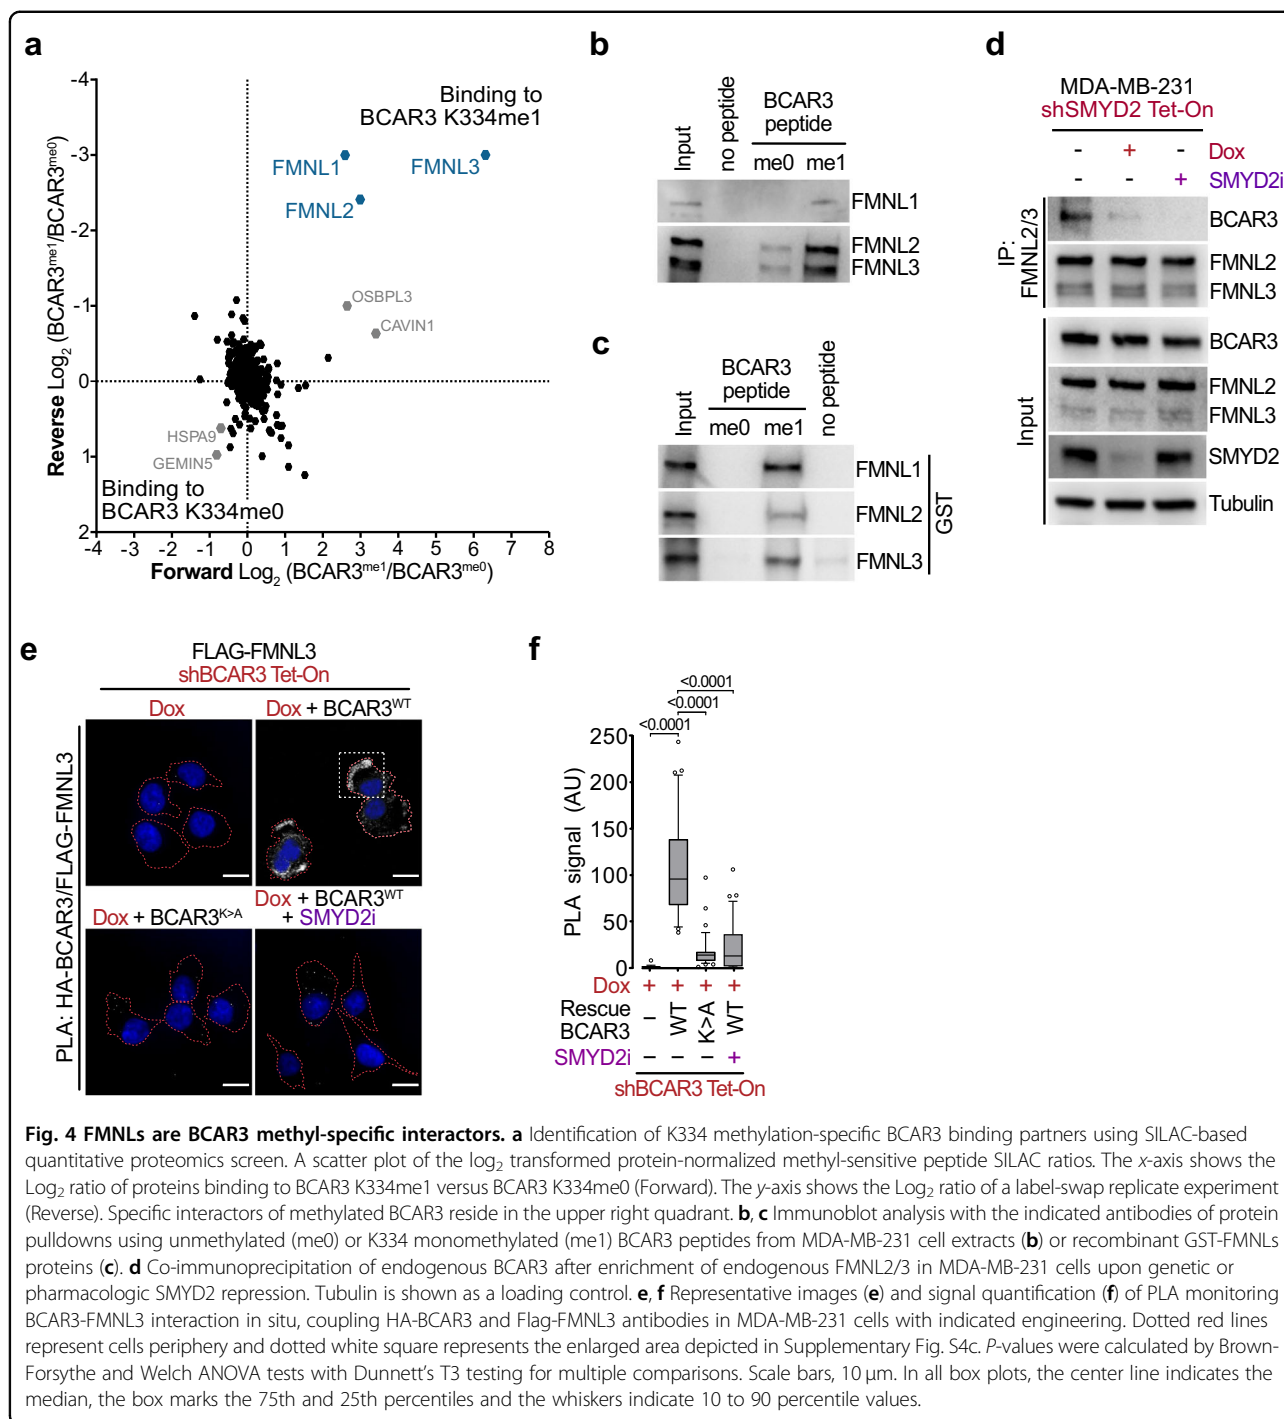 a
-4
-3
-2
-1
0
1
2
Reverse Log2 (BCAR3me1/BCAR3me0)
Binding to
BCAR3 K334me1
FMNL1
FMNL3
FMNL2
OSBPL3
CAVIN1
HSPA9
GEMIN5
Binding to
BCAR3 K334me0
-4 -3 -2 -1 0 1 2 3 4 5 6 7 8
Forward Log2 (BCAR3me1/BCAR3me0)
b
Input
no peptide
BCAR3
peptide
me0 me1
FMNL1
FMNL2
FMNL3
c
Input
BCAR3
peptide
me0 me1
no peptide
FMNL1
FMNL2
FMNL3
GST
d
MDA-MB-231
shSMYD2 Tet-On
- + - Dox
- - + SMYD2i
IP:
FMNL2/3
BCAR3
FMNL2
FMNL3
Input
BCAR3
FMNL2
FMNL3
SMYD2
Tubulin
e
FLAG-FMNL3
shBCAR3 Tet-On
Dox
Dox + BCAR3WT
PLA: HA-BCAR3/FLAG-FMNL3
Dox + BCAR3K>A
Dox + BCAR3WT
+ SMYD2i
f
<0.0001
<0.0001
<0.0001
250
200
150
100
50
0
PLA signal (AU)
Dox + + + +
Rescue
BCAR3
– WT K>A WT
SMYD2i – – – +
shBCAR3 Tet-On
Fig. 4 FMNLs are BCAR3 methyl-specific interactors. a Identification of K334 methylation-specific BCAR3 binding partners using SILAC-based
quantitative proteomics screen. A scatter plot of the log2 transformed protein-normalized methyl-sensitive peptide SILAC ratios. The x-axis shows the
Log2 ratio of proteins binding to BCAR3 K334me1 versus BCAR3 K334me0 (Forward). The y-axis shows the Log2 ratio of a label-swap replicate experiment
(Reverse). Specific interactors of methylated BCAR3 reside in the upper right quadrant. b, c Immunoblot analysis with the indicated antibodies of protein
pulldowns using unmethylated (me0) or K334 monomethylated (me1) BCAR3 peptides from MDA-MB-231 cell extracts (b) or recombinant GST-FMNLs
proteins (c). d Co-immunoprecipitation of endogenous BCAR3 after enrichment of endogenous FMNL2/3 in MDA-MB-231 cells upon genetic or
pharmacologic SMYD2 repression. Tubulin is shown as a loading control. e, f Representative images (e) and signal quantification (f) of PLA monitoring
BCAR3-FMNL3 interaction in situ, coupling HA-BCAR3 and Flag-FMNL3 antibodies in MDA-MB-231 cells with indicated engineering. Dotted red lines
represent cells periphery and dotted white square represents the enlarged area depicted in Supplementary Fig. S4c. P-values were calculated by Brown-
Forsythe and Welch ANOVA tests with Dunnett's T3 testing for multiple comparisons. Scale bars, 10 µm. In all box plots, the center line indicates the
median, the box marks the 75th and 25th percentiles and the whiskers indicate 10 to 90 percentile values.